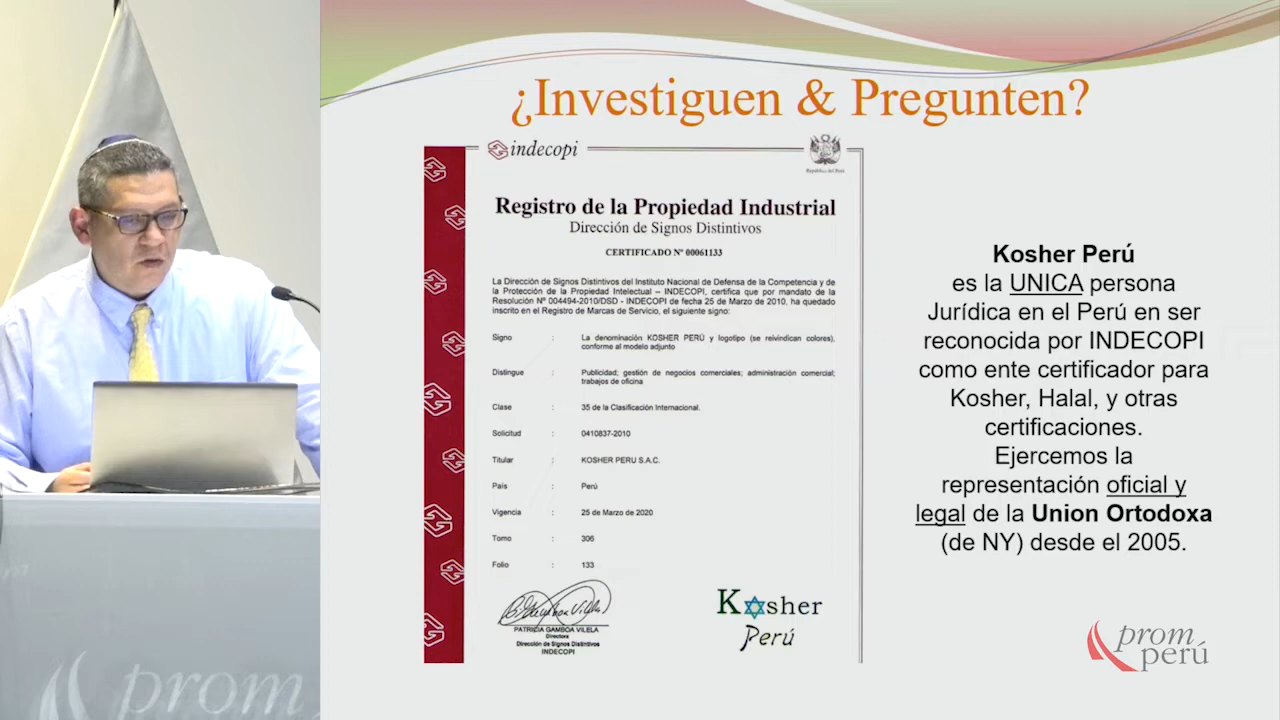 ¿Investiguen & Pregunten?
indecopi
República del Perú
Registro de la Propiedad Industrial
Dirección de Signos Distintivos
CERTIFICADO Nº 00061133
La Dirección de Signos Distintivos del Instituto Nacional de Defensa de la Competencia y de
la Protección de la Propiedad Intelectual – INDECOPI, certifica que por mandato de la
Resolución Nº 004494-2010/DSD - INDECOPI de fecha 25 de Marzo de 2010, ha quedado
inscrito en el Registro de Marcas de Servicio, el siguiente signo:
Signo : La denominación KOSHER PERÚ y logotipo (se reivindican colores),
conforme al modelo adjunto
Distingue : Publicidad; gestión de negocios comerciales; administración comercial;
trabajos de oficina
Clase : 35 de la Clasificación Internacional.
Solicitud : 0410837-2010
Titular : KOSHER PERU S.A.C.
País : Perú
Vigencia : 25 de Marzo de 2020
Tomo : 306
Folio : 133
PATRICIA GAMBOA VILELA
Directora
Dirección de Signos Distintivos
INDECOPI
Kosher
Perú
Kosher Perú
es la UNICA persona
Jurídica en el Perú en ser
reconocida por INDECOPI
como ente certificador para
Kosher, Halal, y otras
certificaciones.
Ejercemos la
representación oficial y
legal de la Union Ortodoxa
(de NY) desde el 2005.
prom
perú
prom